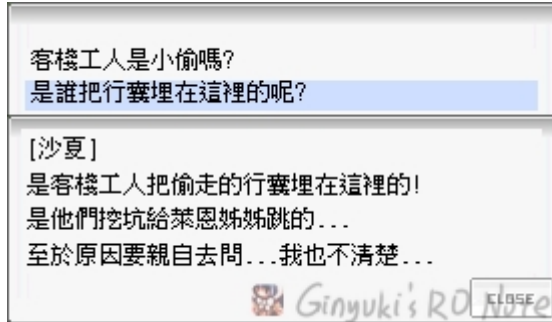 客棧工人是小偷嗎?
是誰把行囊埋在這裡的呢?
[沙夏]
是客棧工人把偷走的行囊埋在這裡的!
是他們挖坑給萊恩姊姊跳的...
至於原因要親自去問...我也不清楚...
Ginyuki's RO Note
CLOSE